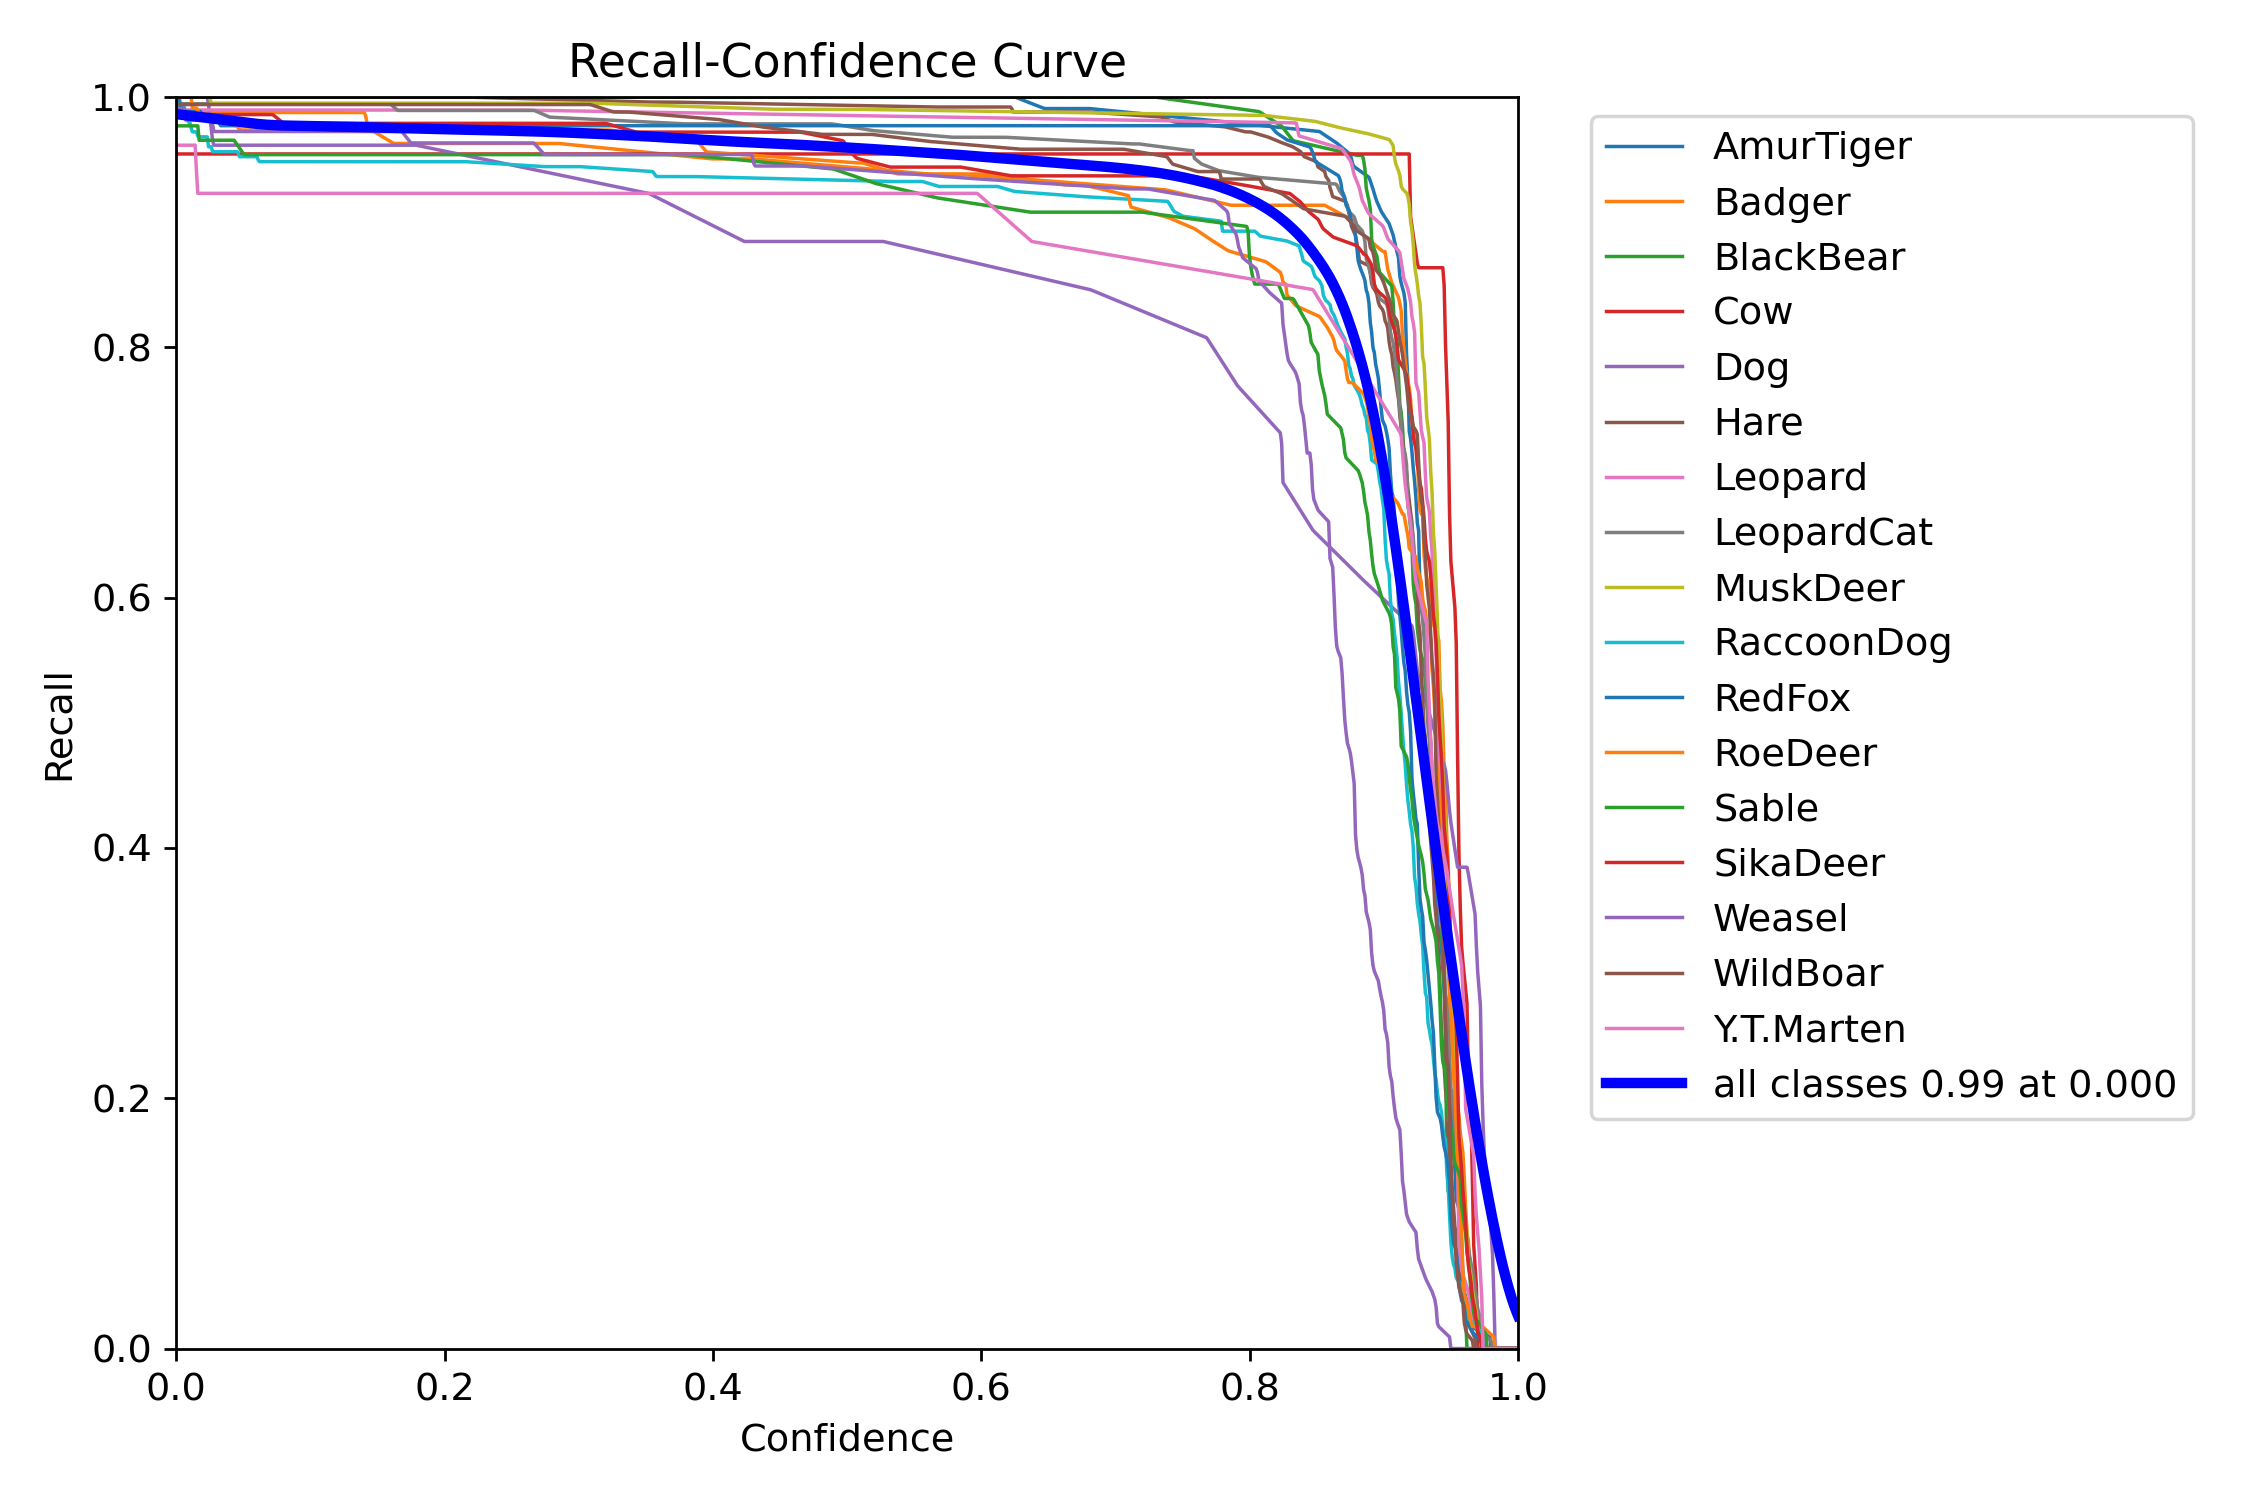 Recall-Confidence Curve
1.0
0.8
0.6
0.4
0.2
0.0
Recall
0.0 0.2 0.4 0.6 0.8 1.0
Confidence
AmurTiger
Badger
BlackBear
Cow
Dog
Hare
Leopard
LeopardCat
MuskDeer
RaccoonDog
RedFox
RoeDeer
Sable
SikaDeer
Weasel
WildBoar
Y.T.Marten
all classes 0.99 at 0.000